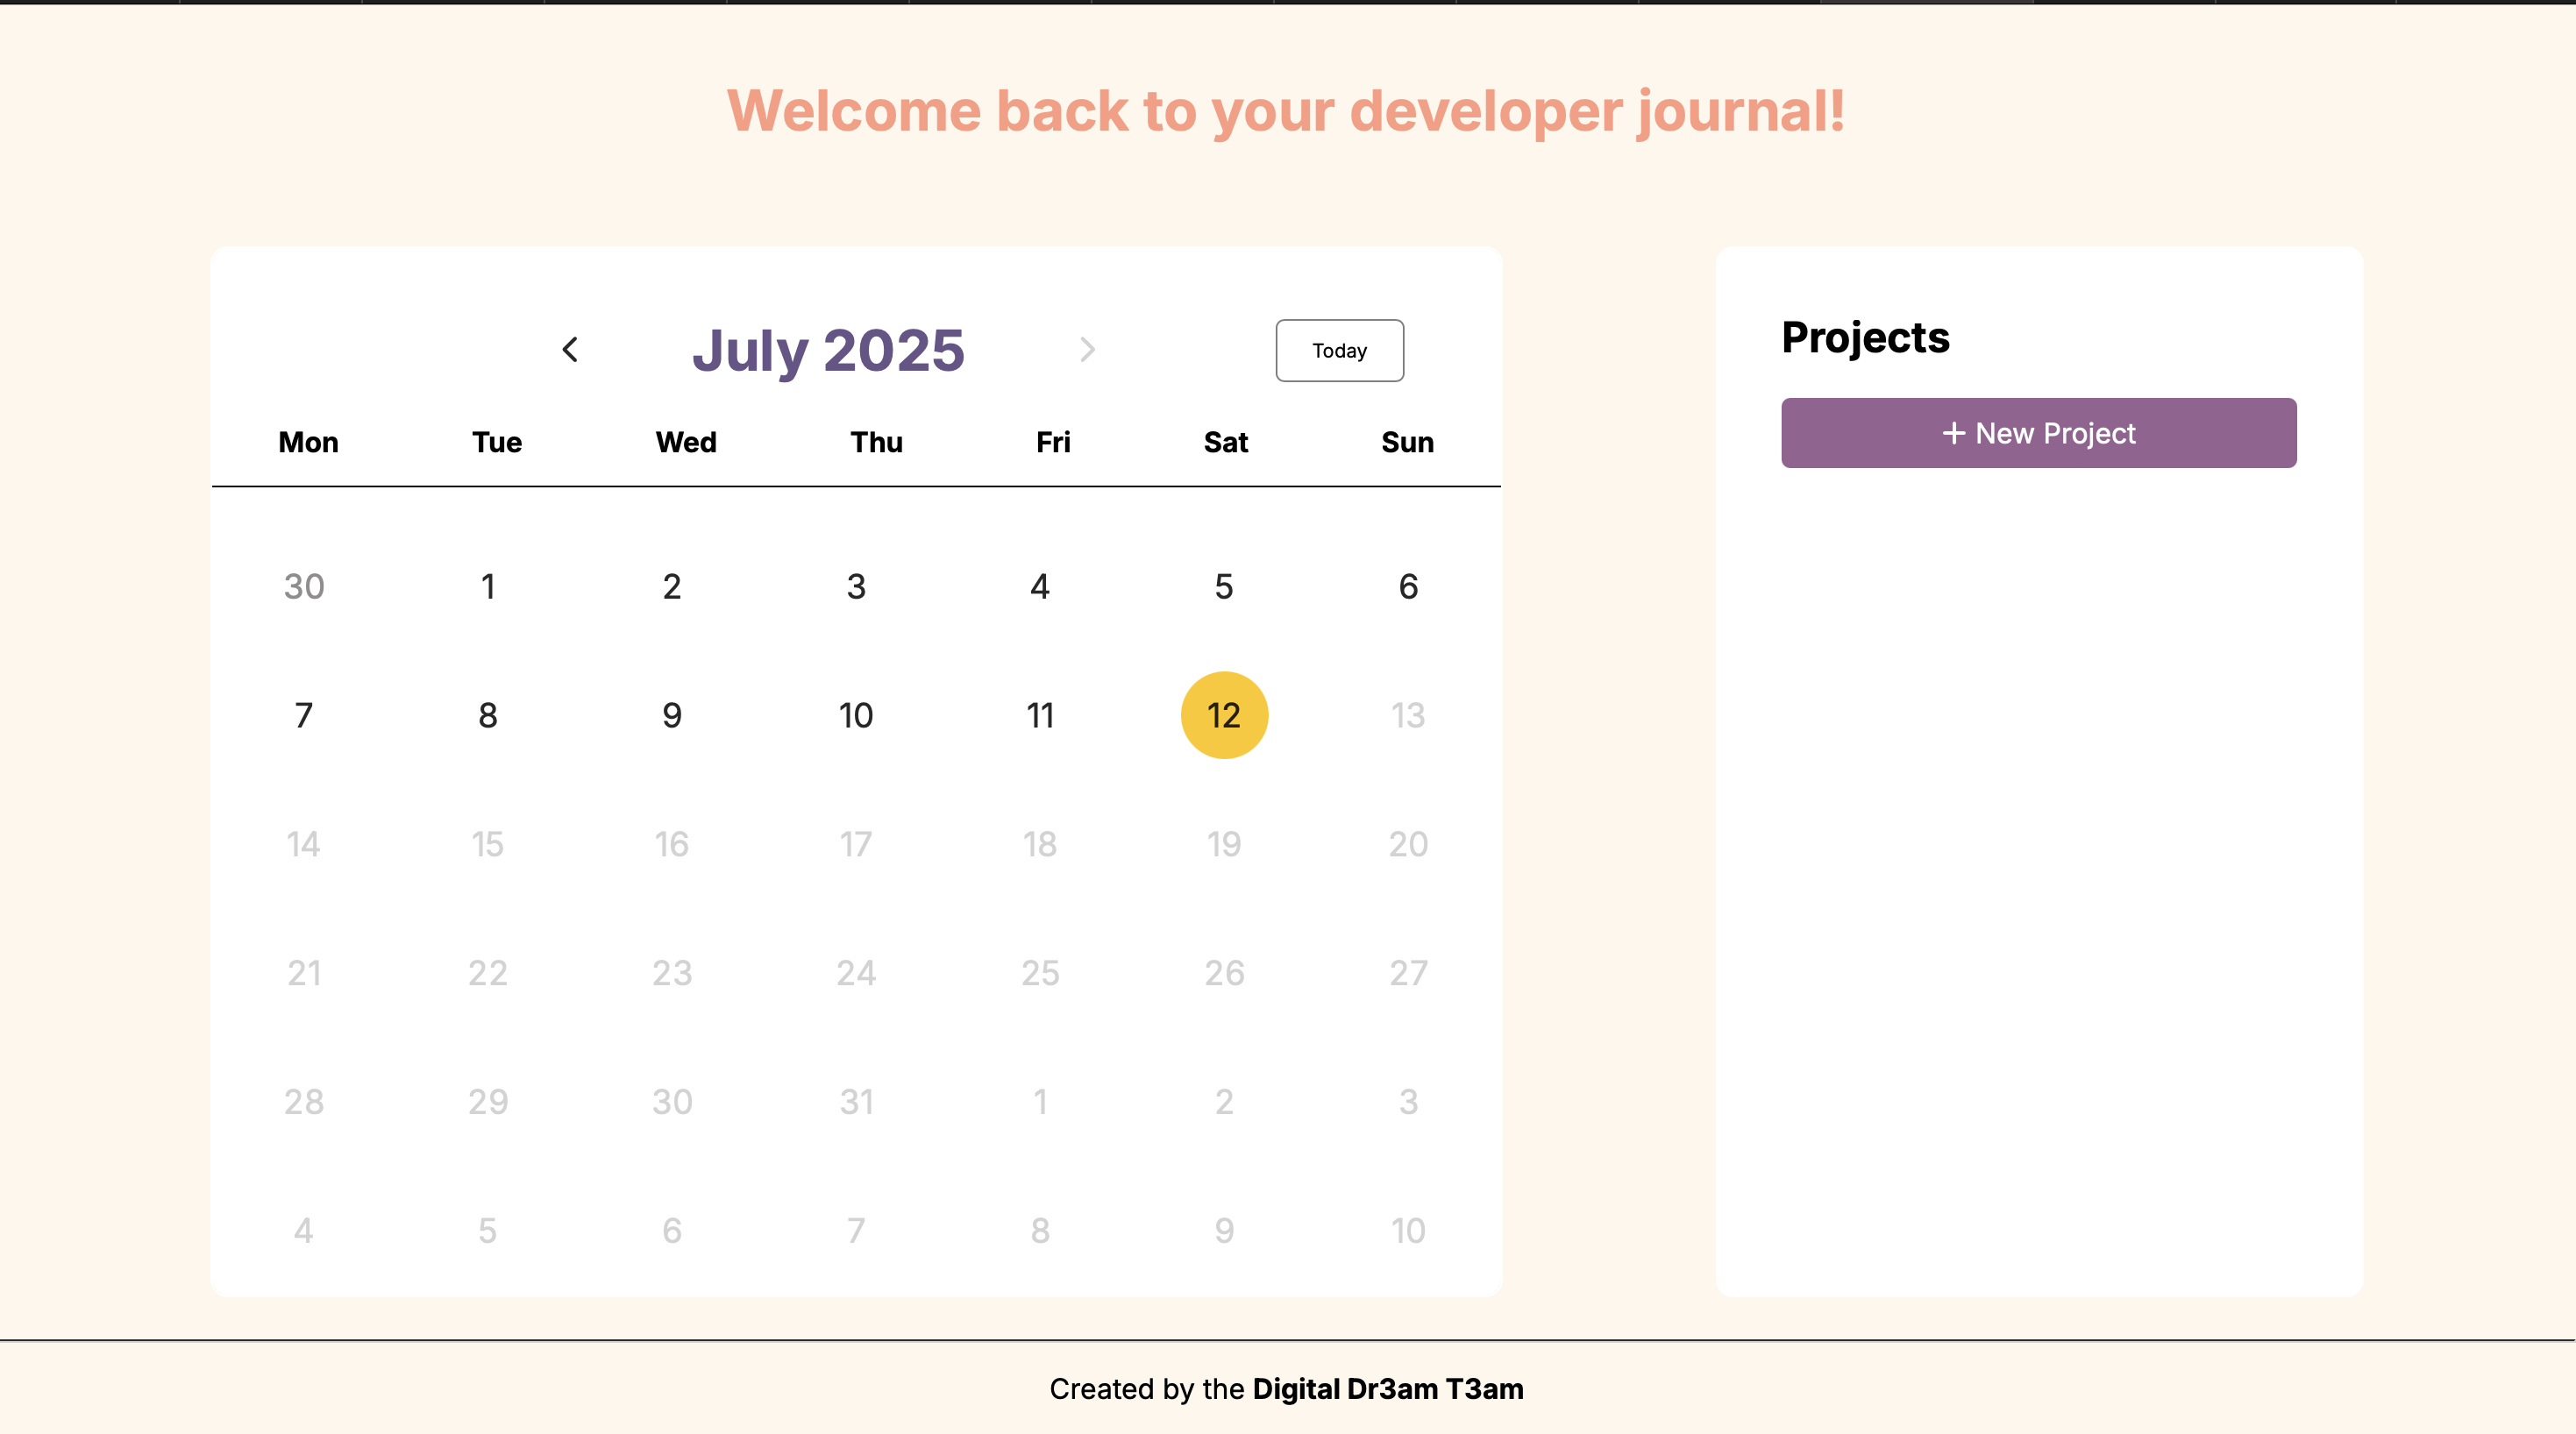 Welcome back to your developer journal!
July 2025
Today
Mon Tue Wed Thu Fri Sat Sun
30 1 2 3 4 5 6
7 8 9 10 11 12 13
14 15 16 17 18 19 20
21 22 23 24 25 26 27
28 29 30 31 1 2 3
4 5 6 7 8 9 10
Projects
+ New Project
Created by the Digital Dr3am T3am